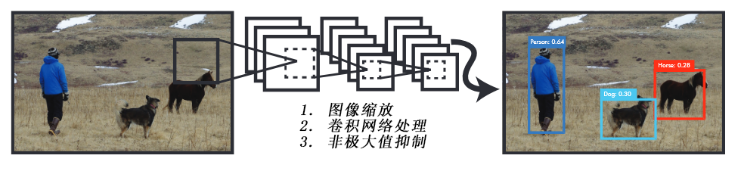 1. 图像缩放
2. 卷积网络处理
3. 非极大值抑制
Person: 0.64
Horse: 0.28
Dog: 0.30